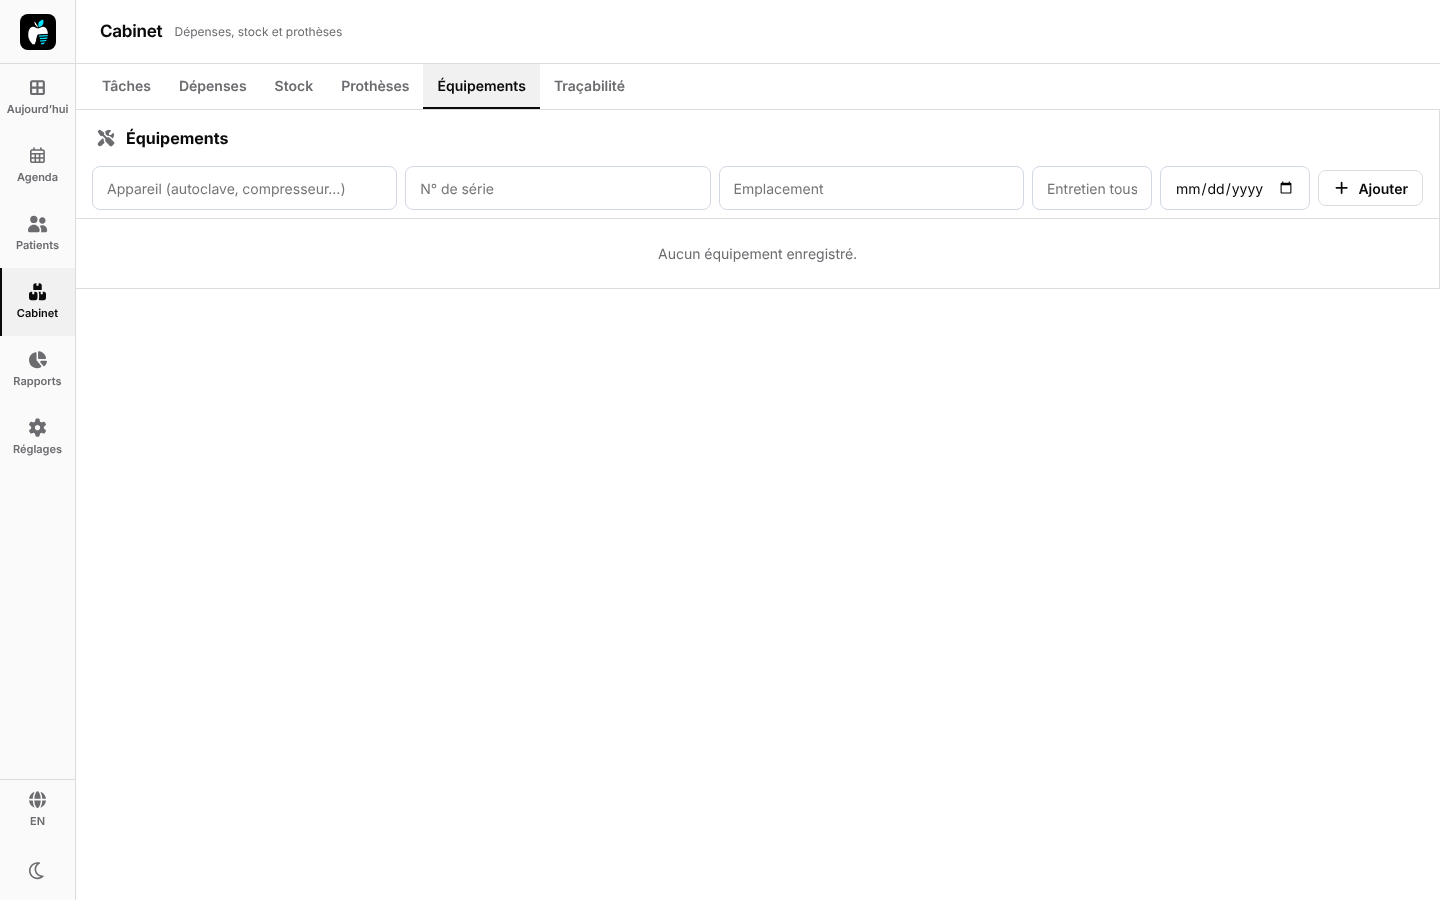 Cabinet Dépenses, stock et prothèses
Aujourd’hui
Agenda
Patients
Cabinet
Rapports
Réglages
EN
Tâches Dépenses Stock Prothèses Équipements Traçabilité
Équipements
Appareil (autoclave, compresseur...) N° de série Emplacement Entretien tous mm/dd/yyyy Ajouter
Aucun équipement enregistré.